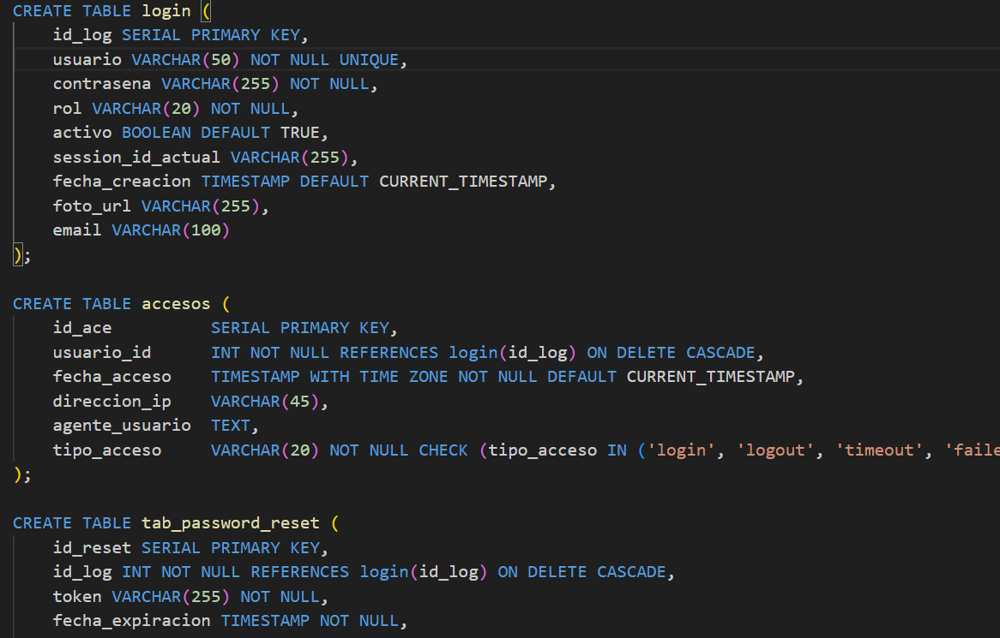 CREATE TABLE login (
id_log SERIAL PRIMARY KEY,
usuario VARCHAR(50) NOT NULL UNIQUE,
contrasena VARCHAR(255) NOT NULL,
rol VARCHAR(20) NOT NULL,
activo BOOLEAN DEFAULT TRUE,
session_id_actual VARCHAR(255),
fecha_creacion TIMESTAMP DEFAULT CURRENT_TIMESTAMP,
foto_url VARCHAR(255),
email VARCHAR(100)
);
CREATE TABLE accesos (
id_ace SERIAL PRIMARY KEY,
usuario_id INT NOT NULL REFERENCES login(id_log) ON DELETE CASCADE,
fecha_acceso TIMESTAMP WITH TIME ZONE NOT NULL DEFAULT CURRENT_TIMESTAMP,
direccion_ip VARCHAR(45),
agente_usuario TEXT,
tipo_acceso VARCHAR(20) NOT NULL CHECK (tipo_acceso IN ('login', 'logout', 'timeout', 'faile
);
CREATE TABLE tab_password_reset (
id_reset SERIAL PRIMARY KEY,
id_log INT NOT NULL REFERENCES login(id_log) ON DELETE CASCADE,
token VARCHAR(255) NOT NULL,
fecha_expiracion TIMESTAMP NOT NULL,